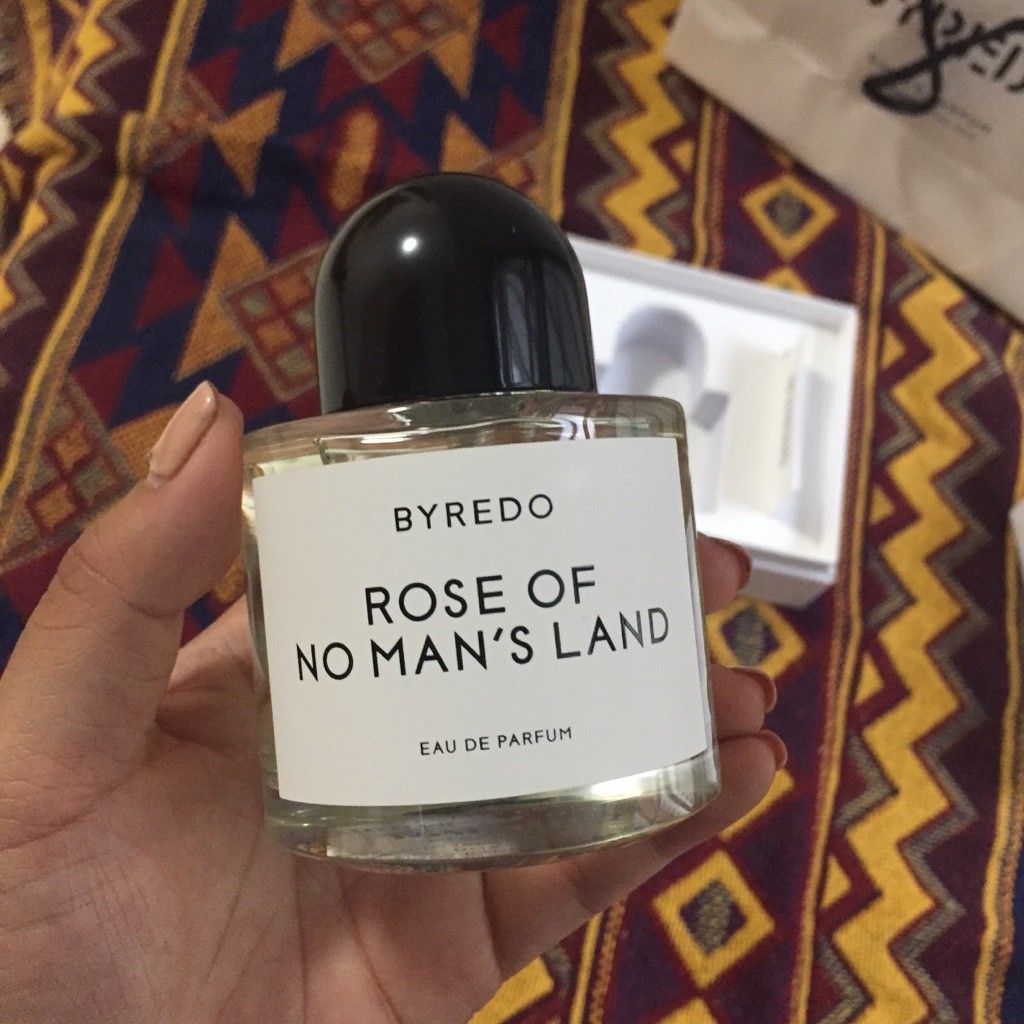 BYREDO
ROSE OF
NO MAN'S LAND
EAU DE PARFUM